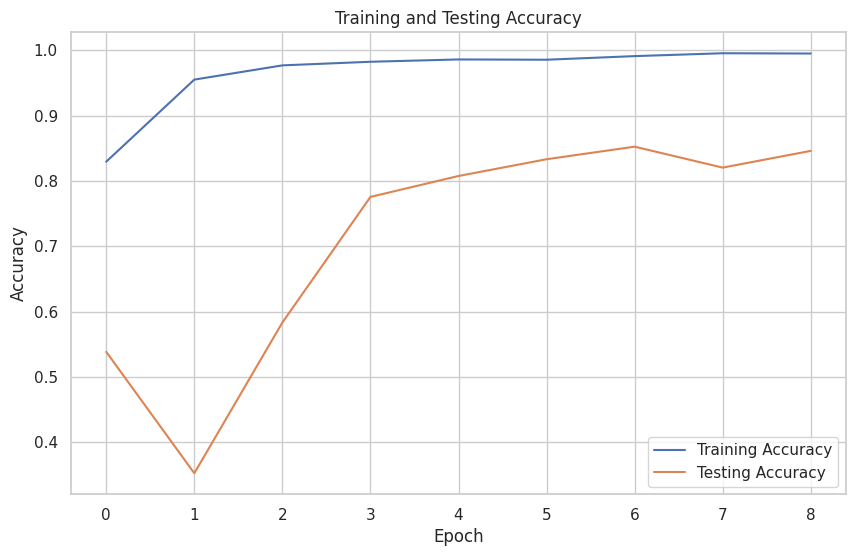 Training and Testing Accuracy
1.0
0.9
0.8
0.7
0.6
0.5
0.4
Accuracy
Training Accuracy
Testing Accuracy
0 1 2 3 4 5 6 7 8
Epoch